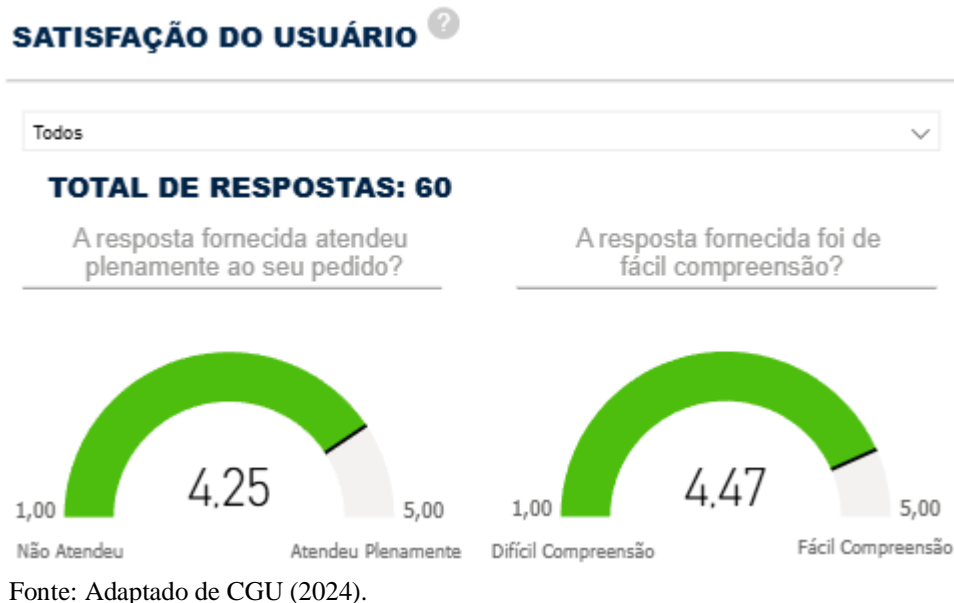 SATISFAÇÃO DO USUÁRIO ?
Todos
TOTAL DE RESPOSTAS: 60
A resposta fornecida atendeu
plenamente ao seu pedido?
A resposta fornecida foi de
fácil compreensão?
4,25
1,00
5,00
Não Atendeu
Atendeu Plenamente
4,47
1,00
5,00
Difícil Compreensão
Fácil Compreensão
Fonte: Adaptado de CGU (2024).